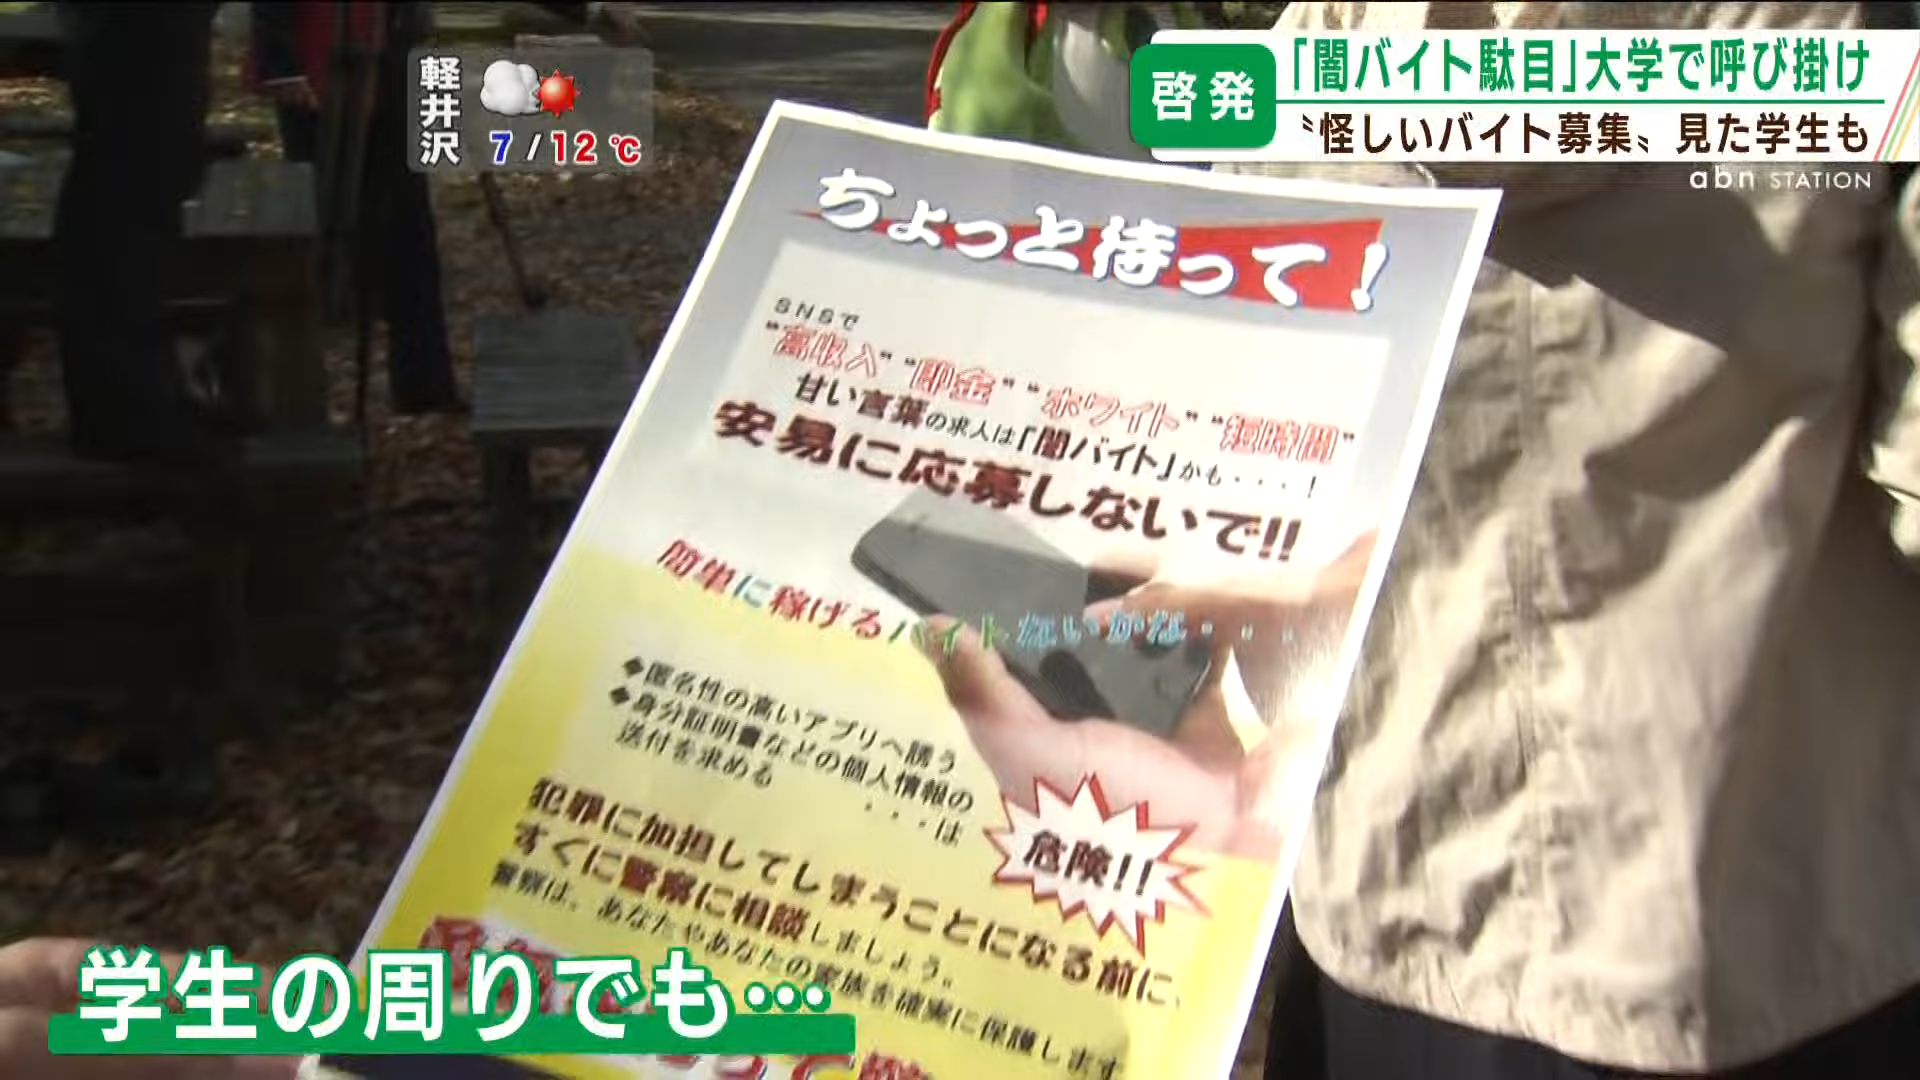 軽井沢
7/12℃
啓発
「闇バイト駄目」大学で呼び掛け
〝怪しいバイト募集〟見た学生も
abn STATION
ちょっと待って!
SNSで
"高収入" "即金" "ホワイト" "短時間"
甘い言葉の求人は「闇バイト」かも・・・!
安易に応募しないで!!
簡単に稼げるバイトないかな・・・
◆匿名性の高いアプリへ誘う
◆身分証明書などの個人情報の
送付を求める
・・・は
危険!!
犯罪に加担してしまうことになる前に、
すぐに警察に相談しましょう。
警察は、あなたやあなたの家族を確実に保護します
学生の周りでも…